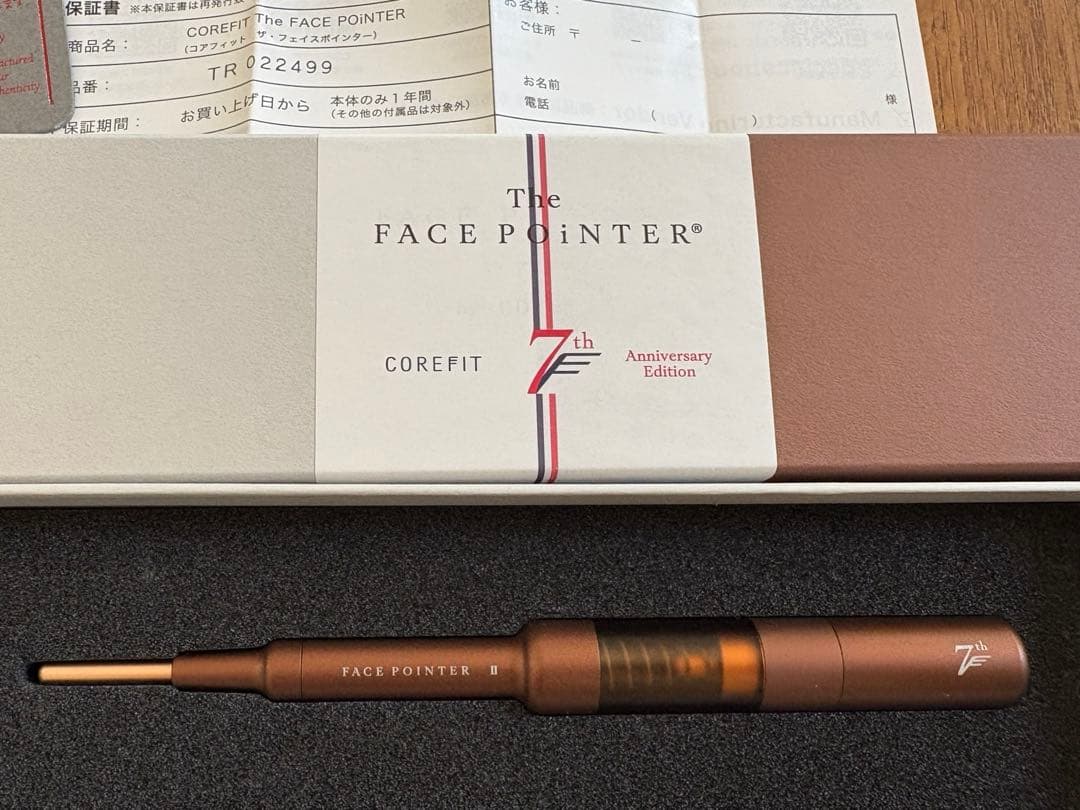 保証書 ※本保証書は再発行致
商品名： COREFIT The FACE POiNTER
（コアフィット ザ・フェイスポインター）
品番： TR 022499
保証期間： お買い上げ日から 本体のみ1年間
（その他の付属品は対象外）
お客様：
ご住所 〒 －
お名前
様
電話 （ ）
The
FACE POiNTER®
COREFIT
7th
Anniversary
Edition
FACE POiNTER II
7th